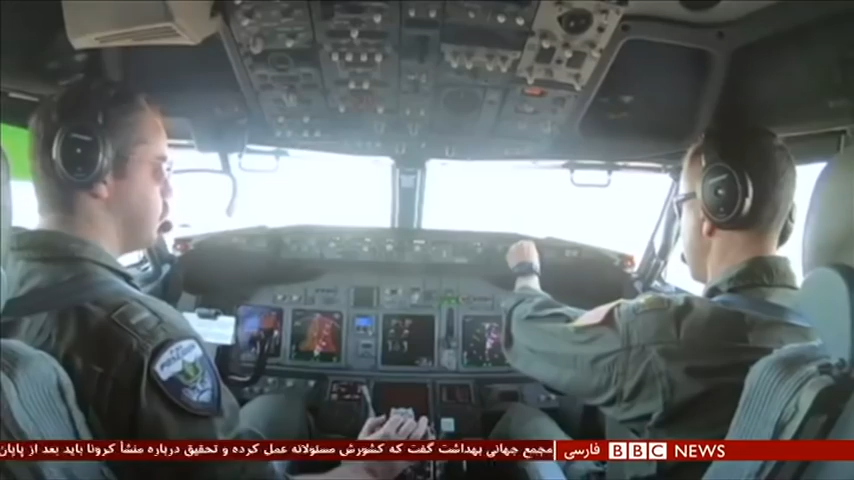 مجمع جهانی بهداشت گفت که کشورش مسئولانه عمل کرده و تحقیق درباره منشأ کرونا باید بعد از پایان
فارسی BBC NEWS